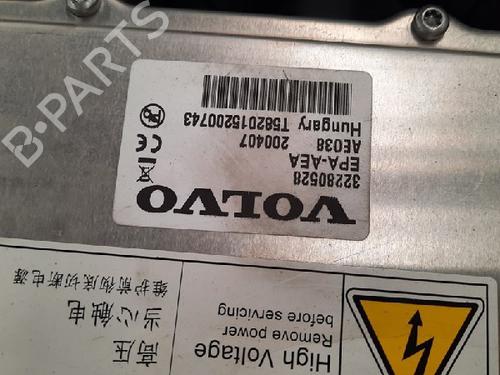 VOLVO
32280528
EPA-AEA
AE038 200407
Hungary T582015200743
High Voltage
Remove power
before servicing
高压
当心触电
维护前彻底切断电源
B-PARTS